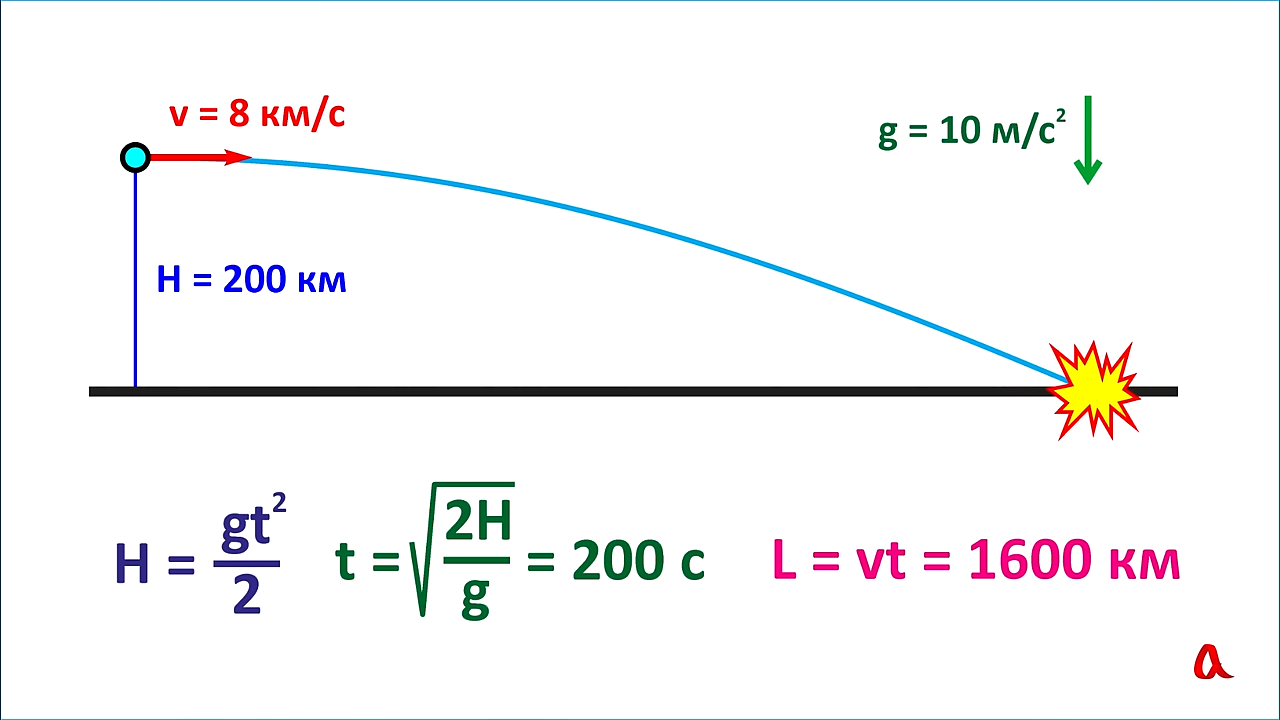 v = 8 км/с
g = 10 м/с²
H = 200 км
H = gt²/2
t = √(2H/g) = 200 с
L = vt = 1600 км
a